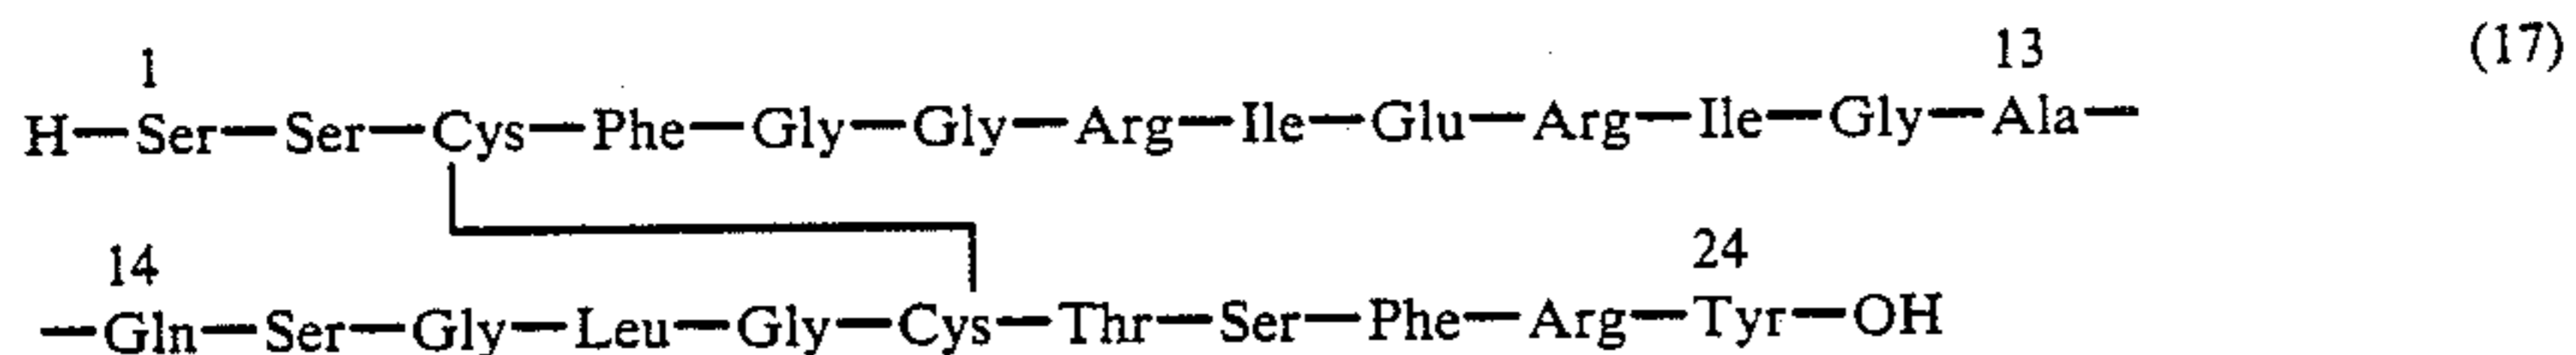 1 13 (17)
H—Ser—Ser—Cys—Phe—Gly—Gly—Arg—Ile—Glu—Arg—Ile—Gly—Ala—
14 24
—Gln—Ser—Gly—Leu—Gly—Cys—Thr—Ser—Phe—Arg—Tyr—OH